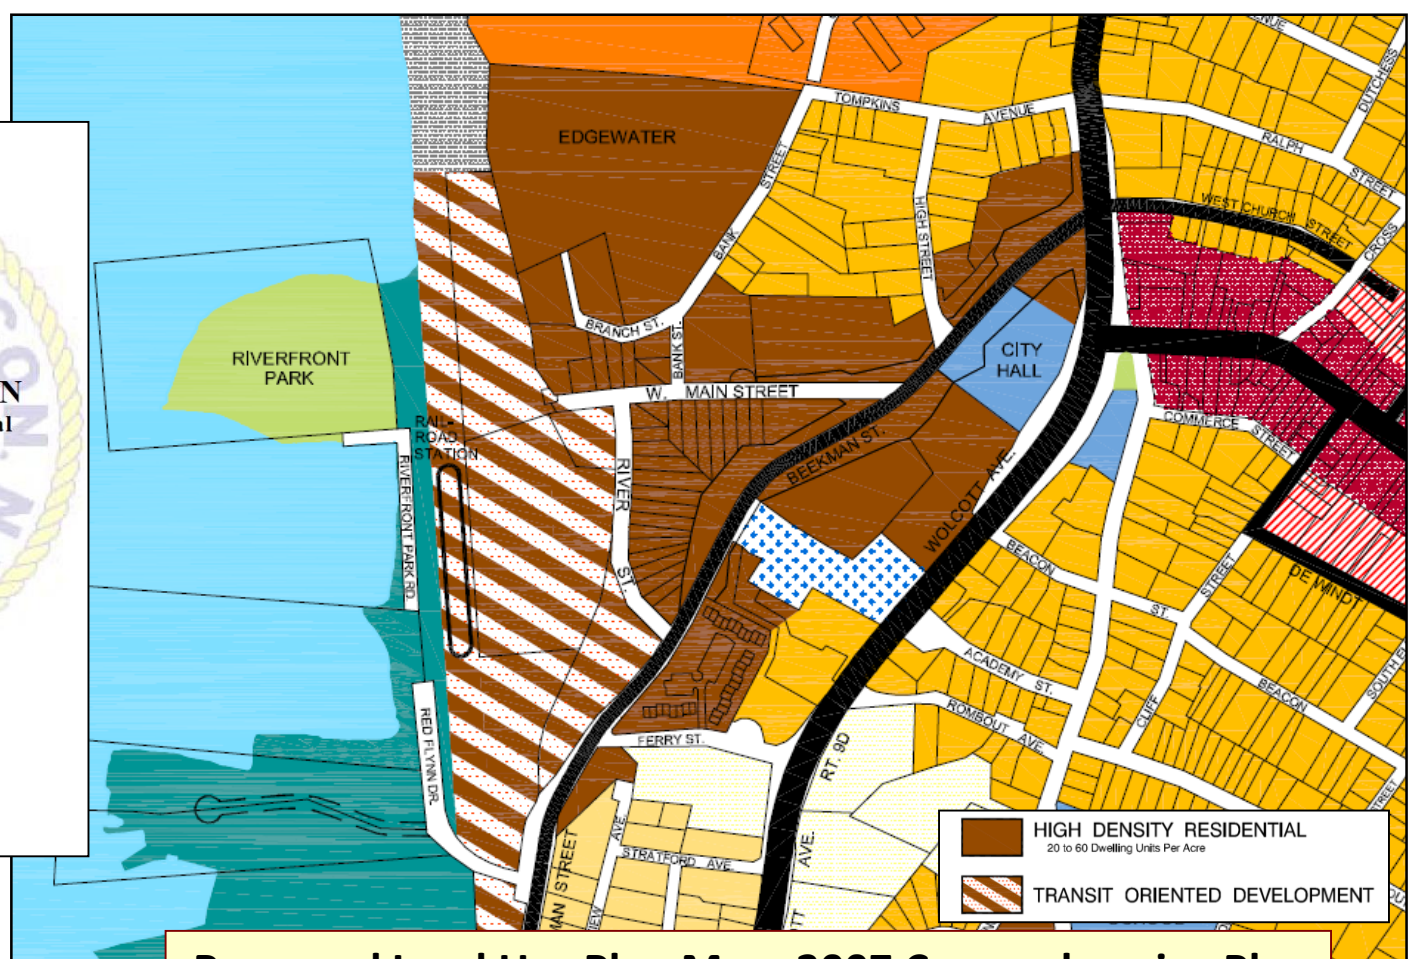 EDGEWATER
TOMPKINS
AVENUE
DUTCHESS
RALPH
STREET
STREET
BANK
HIGH STREET
WEST CHURCH
STREET
CROSS
BRANCH ST.
BANK ST.
CITY
HALL
RIVERFRONT
PARK
W. MAIN STREET
COMMERCE
STREET
RAIL-
ROAD
STATION
BEEKMAN ST.
RIVER
ST.
WOLCOTT AVE.
RIVERFRONT PARK RD.
BEACON
ST.
STREET
DE WINDT
ACADEMY ST.
BEACON
CLIFF
ROMBOUT AVE.
RED FLYNN DR.
FERRY ST.
RT. 9D
AVE.
STRATFORD AVE.
AVE.
MAN STREET
HIGH DENSITY RESIDENTIAL
20 to 60 Dwelling Units Per Acre
TRANSIT ORIENTED DEVELOPMENT